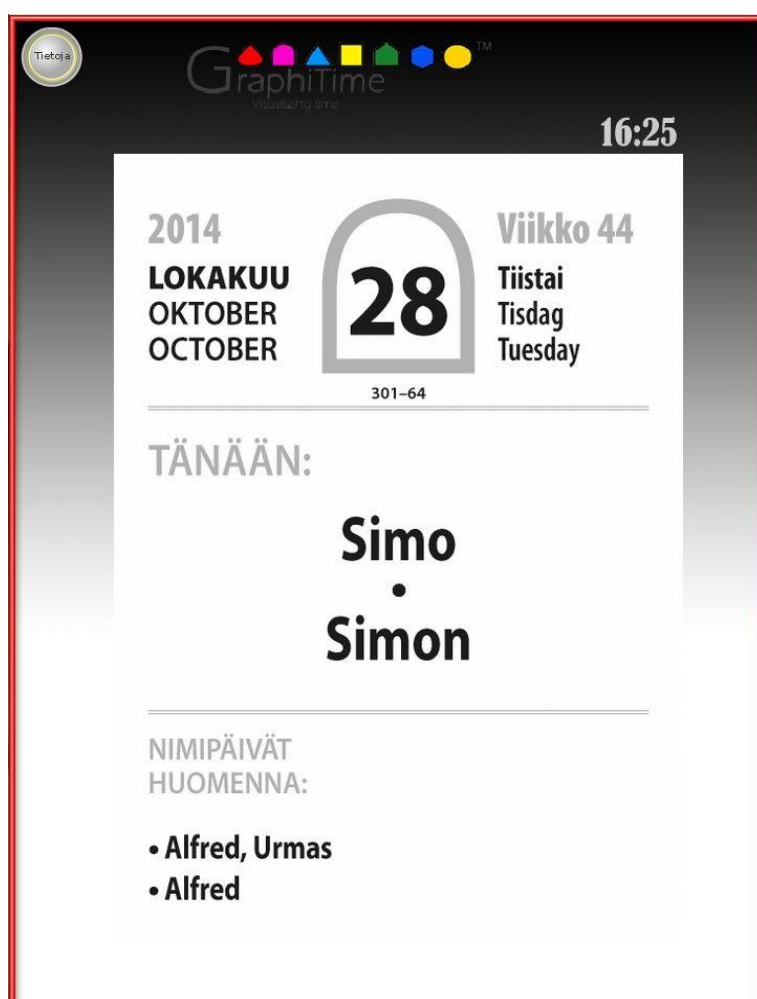 Tietoja
GraphiTime™
Visualizing time
16:25
2014
LOKAKUU
OKTOBER
OCTOBER
28
301–64
Viikko 44
Tiistai
Tisdag
Tuesday
TÄNÄÄN:
Simo
•
Simon
NIMIPÄIVÄT
HUOMENNA:
• Alfred, Urmas
• Alfred